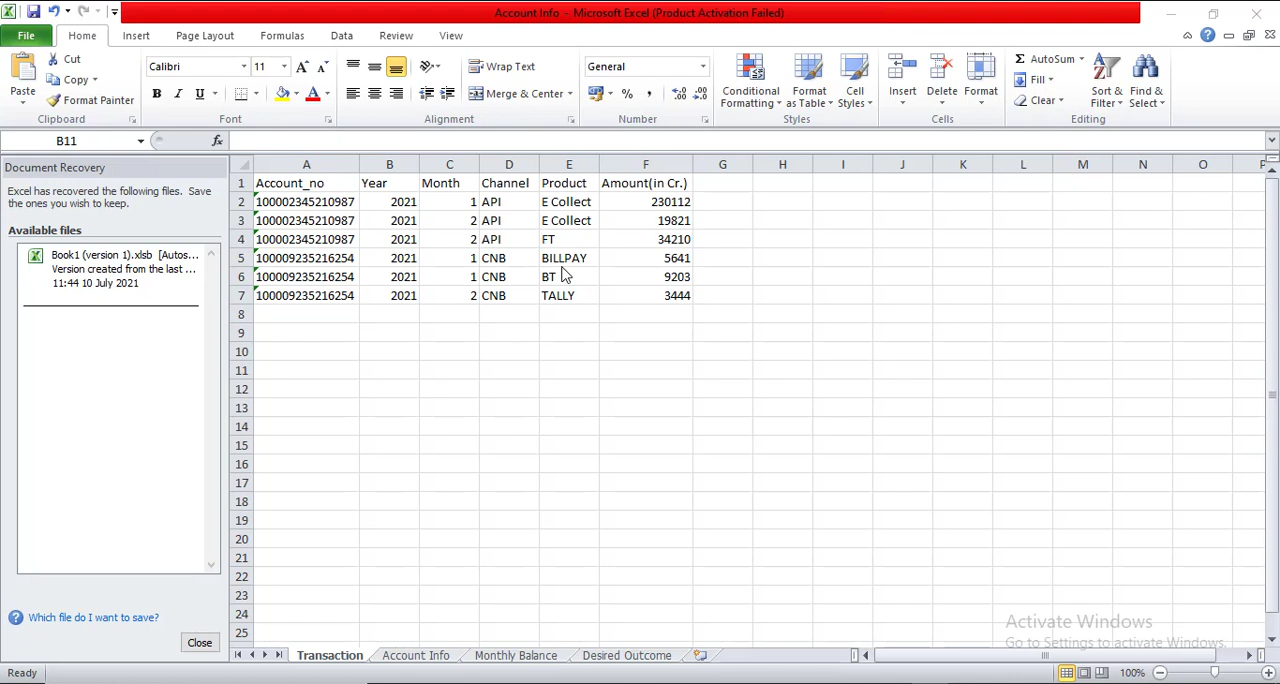 Account Info - Microsoft Excel (Product Activation Failed)
File Home Insert Page Layout Formulas Data Review View
Paste
Cut
Copy
Format Painter
Clipboard
Calibri 11
B I U
Font
Wrap Text
Merge & Center
Alignment
General
%
Number
Conditional Formatting
Format as Table
Cell Styles
Styles
Insert
Delete
Format
Cells
Σ AutoSum
Fill
Clear
Sort & Filter
Find & Select
Editing
B11 fx
Document Recovery
Excel has recovered the following files. Save
the ones you wish to keep.
Available files
Book1 (version 1).xlsb [Autos...
Version created from the last ...
11:44 10 July 2021
Which file do I want to save?
Close
A B C D E F G H I J K L M N O P
1 Account_no Year Month Channel Product Amount(in Cr.)
2 100002345210987 2021 1 API E Collect 230112
3 100002345210987 2021 2 API E Collect 19821
4 100002345210987 2021 2 API FT 34210
5 100009235216254 2021 1 CNB BILLPAY 5641
6 100009235216254 2021 1 CNB BT 9203
7 100009235216254 2021 2 CNB TALLY 3444
8
9
10
11
12
13
14
15
16
17
18
19
20
21
22
23
24
25
Activate Windows
Go to Settings to activate Windows.
Transaction Account Info Monthly Balance Desired Outcome
Ready 100%